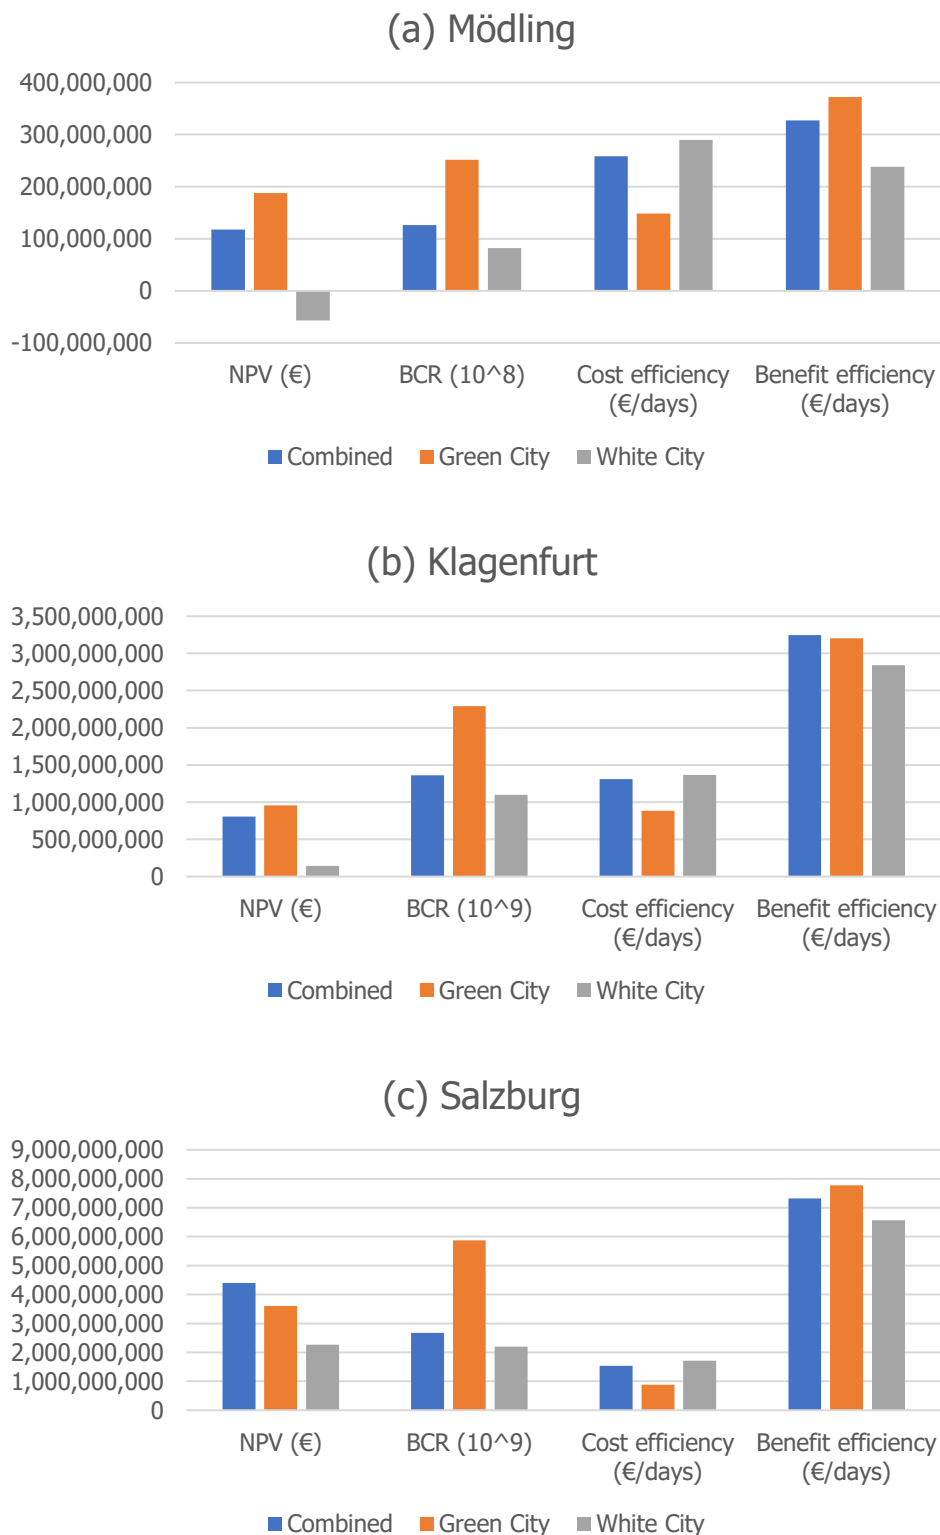 (a) Mödling
400,000,000
300,000,000
200,000,000
100,000,000
0
-100,000,000
NPV (€) BCR (10^8) Cost efficiency (€/days) Benefit efficiency (€/days)
Combined Green City White City
(b) Klagenfurt
3,500,000,000
3,000,000,000
2,500,000,000
2,000,000,000
1,500,000,000
1,000,000,000
500,000,000
0
NPV (€) BCR (10^9) Cost efficiency (€/days) Benefit efficiency (€/days)
Combined Green City White City
(c) Salzburg
9,000,000,000
8,000,000,000
7,000,000,000
6,000,000,000
5,000,000,000
4,000,000,000
3,000,000,000
2,000,000,000
1,000,000,000
0
NPV (€) BCR (10^9) Cost efficiency (€/days) Benefit efficiency (€/days)
Combined Green City White City